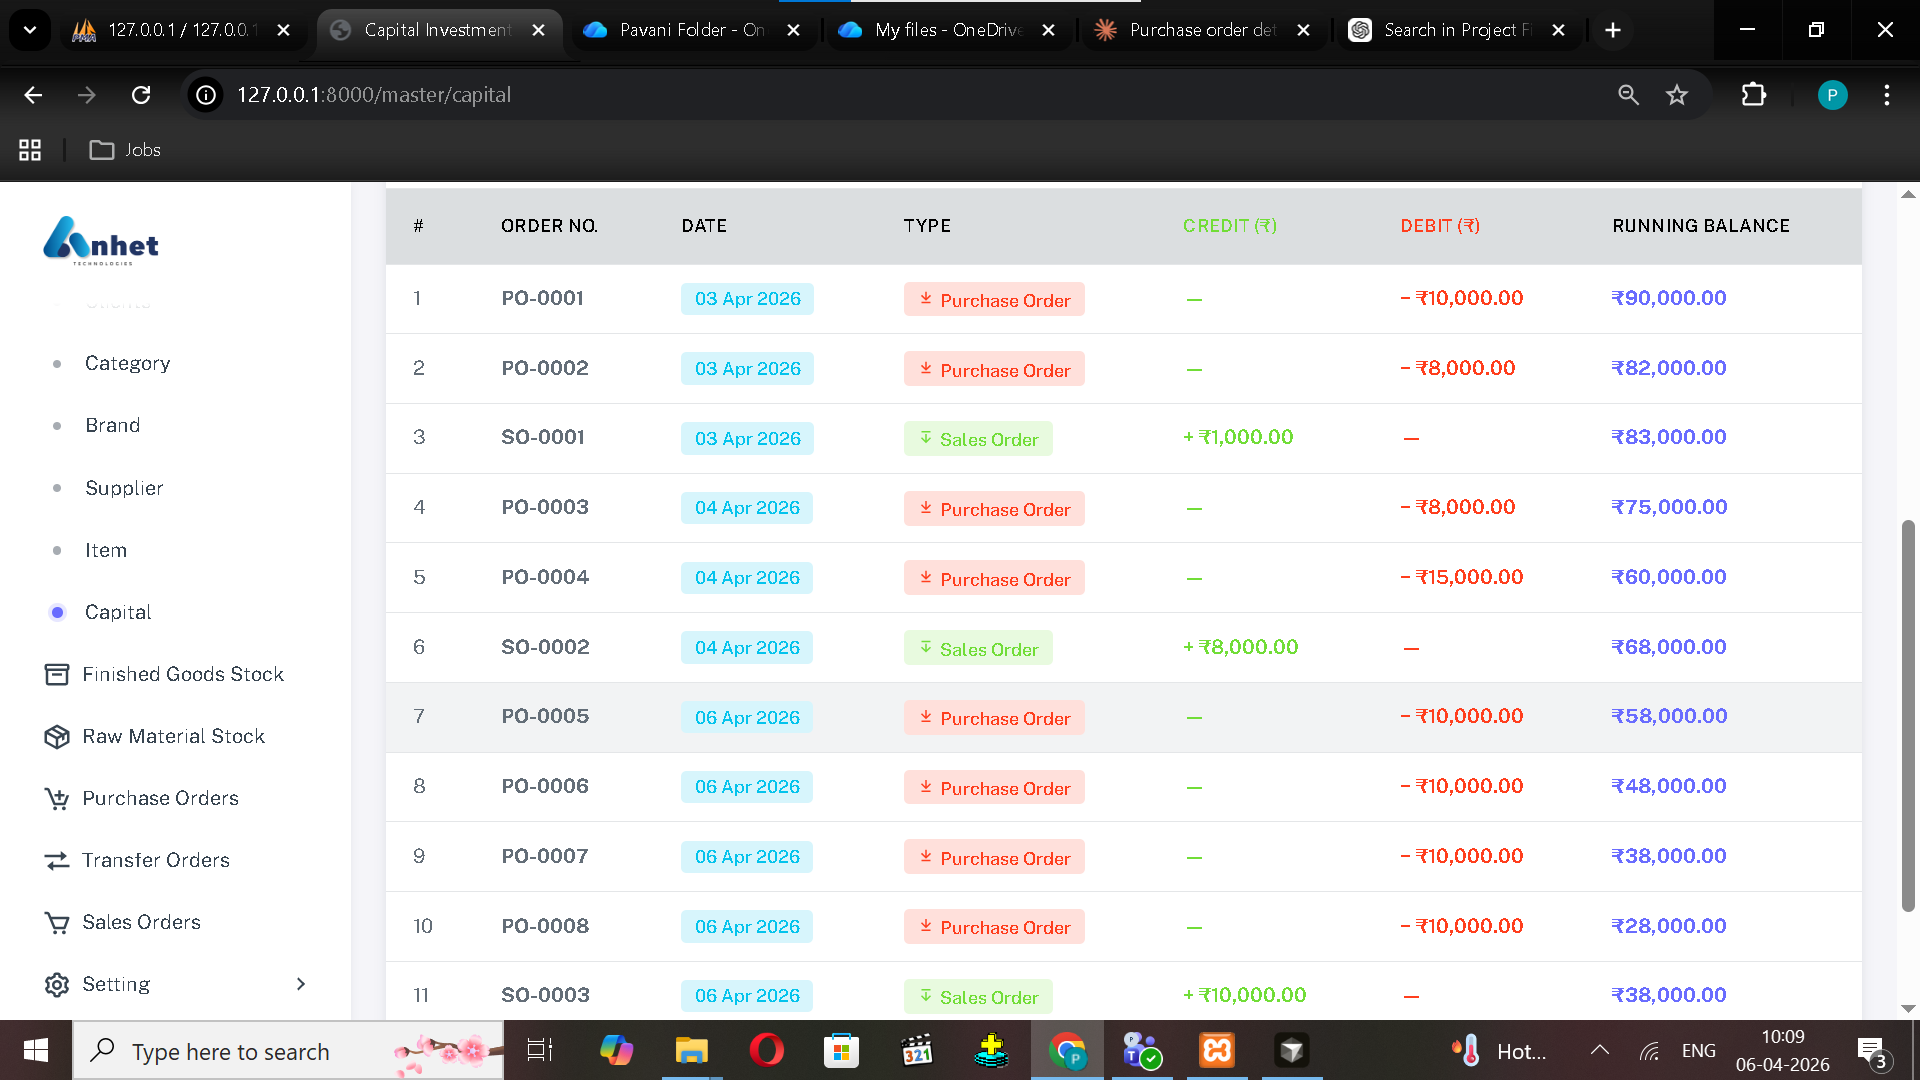 127.0.0.1 / 127.0.0.1
Capital Investment
Pavani Folder - On
My files - OneDrive
Purchase order det
Search in Project Fi
127.0.0.1:8000/master/capital
P
Jobs
Anhet
TECHNOLOGIES
Clients
Category
Brand
Supplier
Item
Capital
Finished Goods Stock
Raw Material Stock
Purchase Orders
Transfer Orders
Sales Orders
Setting
# ORDER NO. DATE TYPE CREDIT (₹) DEBIT (₹) RUNNING BALANCE
1 PO-0001 03 Apr 2026 Purchase Order — - ₹10,000.00 ₹90,000.00
2 PO-0002 03 Apr 2026 Purchase Order — - ₹8,000.00 ₹82,000.00
3 SO-0001 03 Apr 2026 Sales Order + ₹1,000.00 — ₹83,000.00
4 PO-0003 04 Apr 2026 Purchase Order — - ₹8,000.00 ₹75,000.00
5 PO-0004 04 Apr 2026 Purchase Order — - ₹15,000.00 ₹60,000.00
6 SO-0002 04 Apr 2026 Sales Order + ₹8,000.00 — ₹68,000.00
7 PO-0005 06 Apr 2026 Purchase Order — - ₹10,000.00 ₹58,000.00
8 PO-0006 06 Apr 2026 Purchase Order — - ₹10,000.00 ₹48,000.00
9 PO-0007 06 Apr 2026 Purchase Order — - ₹10,000.00 ₹38,000.00
10 PO-0008 06 Apr 2026 Purchase Order — - ₹10,000.00 ₹28,000.00
11 SO-0003 06 Apr 2026 Sales Order + ₹10,000.00 — ₹38,000.00
Type here to search
321
P
Hot...
ENG
10:09
06-04-2026
3